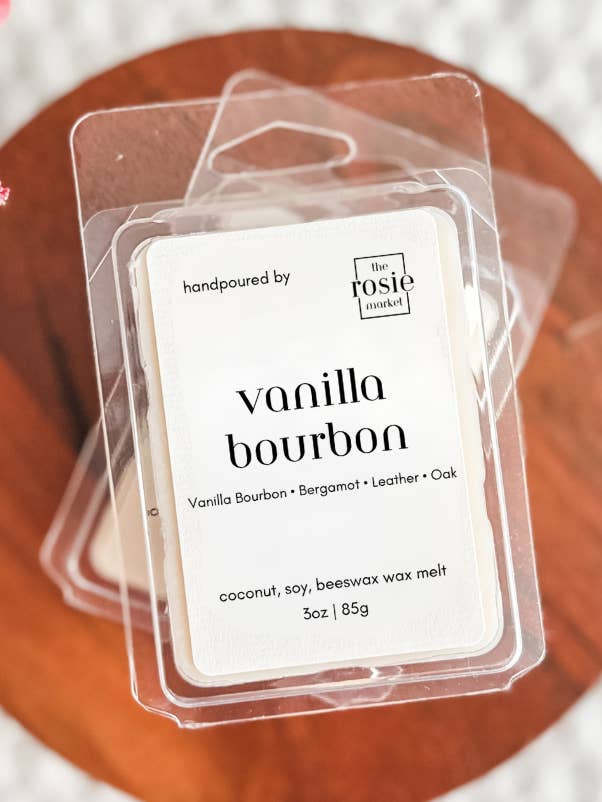 handpoured by
the
rosie
market
vanilla
bourbon
Vanilla Bourbon • Bergamot • Leather • Oak
coconut, soy, beeswax wax melt
3oz | 85g